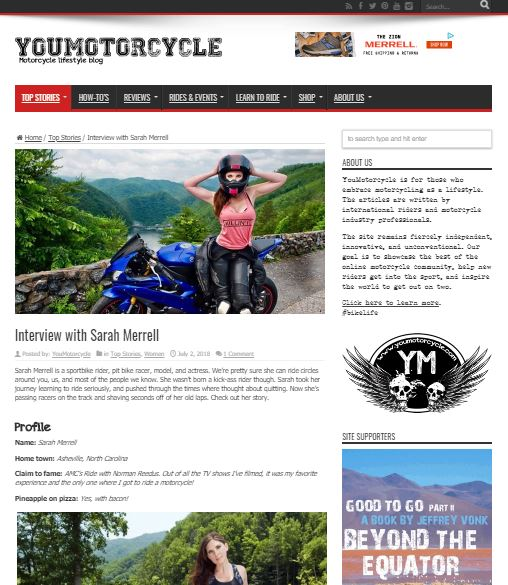 Search...
YOUMOTORCYCLE
Motorcycle lifestyle blog
THE ZION
MERRELL.
FREE SHIPPING & RETURNS
SHOP NOW
TOP STORIES
HOW-TO'S
REVIEWS
RIDES & EVENTS
LEARN TO RIDE
SHOP
ABOUT US
Home / Top Stories / Interview with Sarah Merrell
Interview with Sarah Merrell
Posted by: YouMotorcycle in Top Stories, Women July 2, 2018 1 Comment
Sarah Merrell is a sportbike rider, pit bike racer, model, and actress. We're pretty sure she can ride circles
around you, us, and most of the people we know. She wasn't born a kick-ass rider though. Sarah took her
journey learning to ride seriously, and pushed through the times where thought about quitting. Now she's
passing racers on the track and shaving seconds off of her old laps. Check out her story.
Profile
Name: Sarah Merrell
Home town: Asheville, North Carolina
Claim to fame: AMC's Ride with Norman Reedus. Out of all the TV shows I've filmed, it was my favorite
experience and the only one where I got to ride a motorcycle!
Pineapple on pizza: Yes, with bacon!
to search type and hit enter
ABOUT US
YouMotorcycle is for those who
embrace motorcycling as a lifestyle.
The articles are written by
international riders and motorcycle
industry professionals.
The site remains fiercely independent,
innovative, and unconventional. Our
goal is to showcase the best of the
online motorcycle community, help new
riders get into the sport, and inspire
the world to get out on two.
Click here to learn more.
#bikelife
www.youmotorcycle.com
YM
SITE SUPPORTERS
GOOD TO GO PART II
A BOOK BY JEFFREY VONK
BEYOND THE
EQUATOR